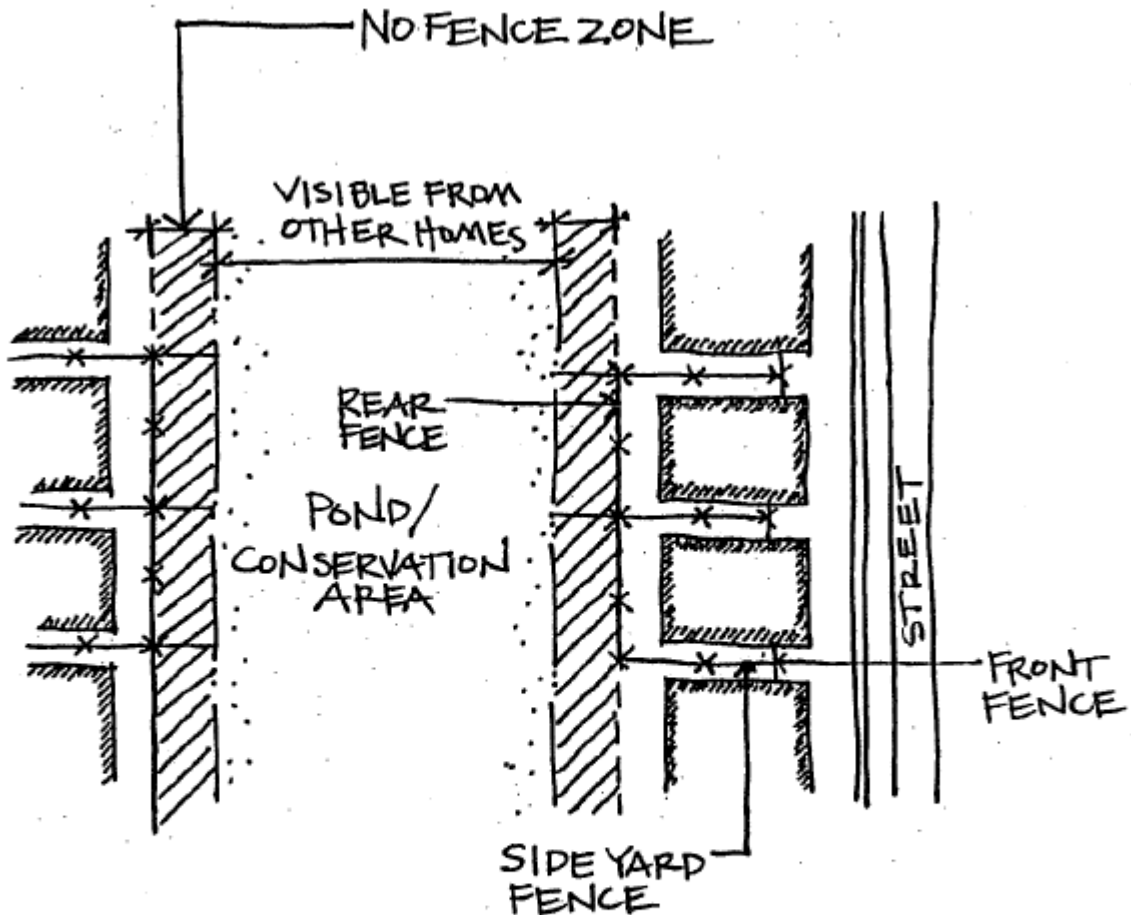 NO FENCE ZONE
VISIBLE FROM
OTHER HOMES
REAR
FENCE
POND/
CONSERVATION
AREA
STREET
FRONT
FENCE
SIDE YARD
FENCE